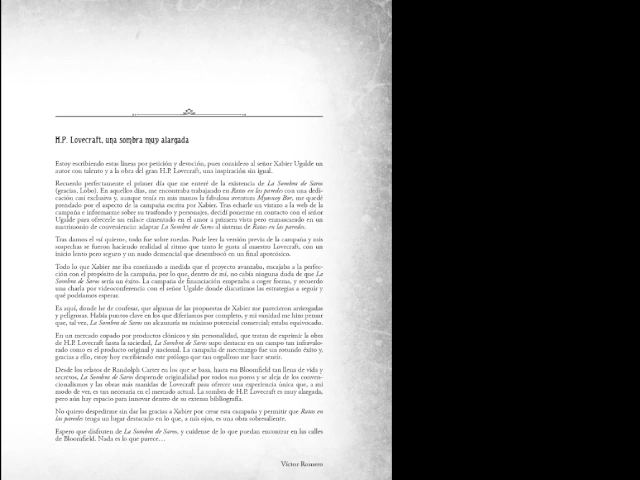 H.P. Lovecraft, una sombra muy alargada
Estoy escribiendo estas líneas por petición y devoción, pues considero al señor Xabier Ugalde un
autor con talento y a la obra del gran H.P. Lovecraft, una inspiración sin igual.
Recuerdo perfectamente el primer día que me enteré de la existencia de La Sombra de Saros
(gracias, Lobo). En aquellos días, me encontraba trabajando en Ratas en las paredes con una dedi-
cación casi exclusiva y, aunque tenía en mis manos la fabulosa aventura Mywnoy Bor, me quedé
prendado por el aspecto de la campaña escrita por Xabier. Tras echarle un vistazo a la web de la
campaña e informarme sobre su trasfondo y personajes, decidí ponerme en contacto con el señor
Ugalde para ofrecerle un enlace cimentado en el amor a primera vista pero enmascarado en un
matrimonio de conveniencia: adaptar La Sombra de Saros al sistema de Ratas en las paredes.
Tras darnos el «sí quiero», todo fue sobre ruedas. Pude leer la versión previa de la campaña y mis
sospechas se fueron haciendo realidad al ritmo que tanto le gusta al maestro Lovecraft, con un
inicio lento pero seguro y un nudo demencial que desembocó en un final apoteósico.
Todo lo que Xabier me iba enseñando a medida que el proyecto avanzaba, encajaba a la perfec-
ción con el propósito de la campaña, por lo que, dentro de mí, no cabía ninguna duda de que La
Sombra de Saros sería un éxito. La campaña de financiación empezaba a coger forma, y recuerdo
una charla por videoconferencia con el señor Ugalde donde discutimos las estrategias a seguir y
qué podíamos esperar.
Es aquí, donde he de confesar, que algunas de las propuestas de Xabier me parecieron arriesgadas
y peligrosas. Había puntos clave en los que diferíamos por completo, y mi vanidad me hizo pensar
que, tal vez, La Sombra de Saros no alcanzaría su máximo potencial comercial; estaba equivocado.
En un mercado copado por productos clónicos y sin personalidad, que tratan de exprimir la obra
de H.P. Lovecraft hasta la saciedad, La Sombra de Saros supo destacar en un campo tan infravalo-
rado como es el producto original y nacional. La campaña de mecenazgo fue un rotundo éxito y,
gracias a ello, estoy hoy escribiendo este prólogo que tan orgulloso me hace sentir.
Desde los relatos de Randolph Carter en los que se basa, hasta esa Bloomfield tan llena de vida y
secretos, La Sombra de Saros desprende originalidad por todos sus poros y se aleja de los conven-
cionalismos y las obras más manidas de Lovecraft para ofrecer una experiencia única que, a mi
modo de ver, es tan necesaria en el mercado actual. La sombra de H.P. Lovecraft es muy alargada,
pero aún hay espacio para innovar dentro de su extensa bibliografía.
No quiero despedirme sin dar las gracias a Xabier por crear esta campaña y permitir que Ratas en
las paredes tenga un lugar destacado en lo que, a mis ojos, es una obra sobresaliente.
Espero que disfruten de La Sombra de Saros, y cuídense de lo que puedan encontrar en las calles
de Bloomfield. Nada es lo que parece…
Víctor Romero